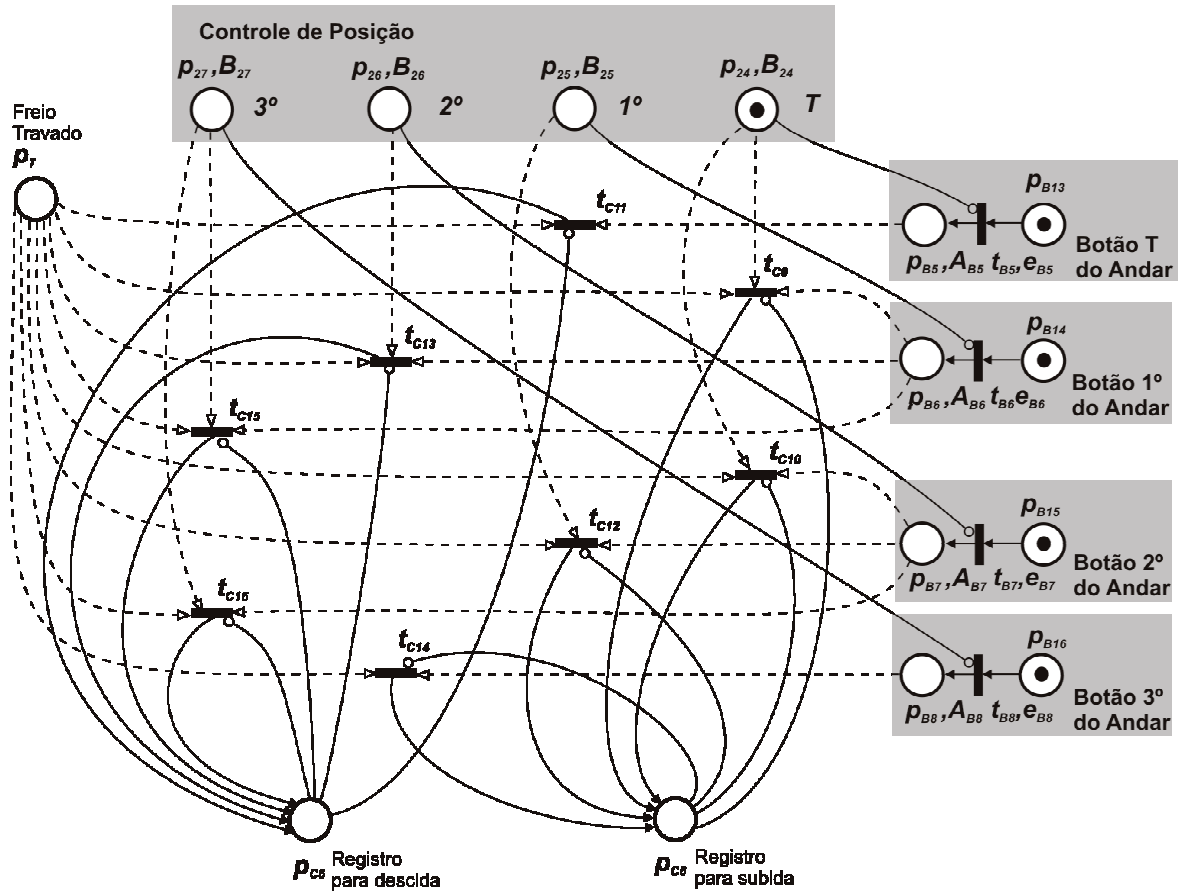 Controle de Posição
p27,B27
p26,B26
p25,B25
p24,B24
3º
2º
1º
T
Freio
Travado
p7
tC11
pB13
pB5,AB5 tB5,eB5
Botão T
do Andar
tC9
pB14
pB6,AB6 tB6eB6
Botão 1º
do Andar
tC13
tC15
tC10
pB15
pB7,AB7 tB7,eB7
Botão 2º
do Andar
tC12
tC16
tC14
pB16
pB8,AB8 tB8,eB8
Botão 3º
do Andar
pC5 Registro
para descida
pC6 Registro
para subida